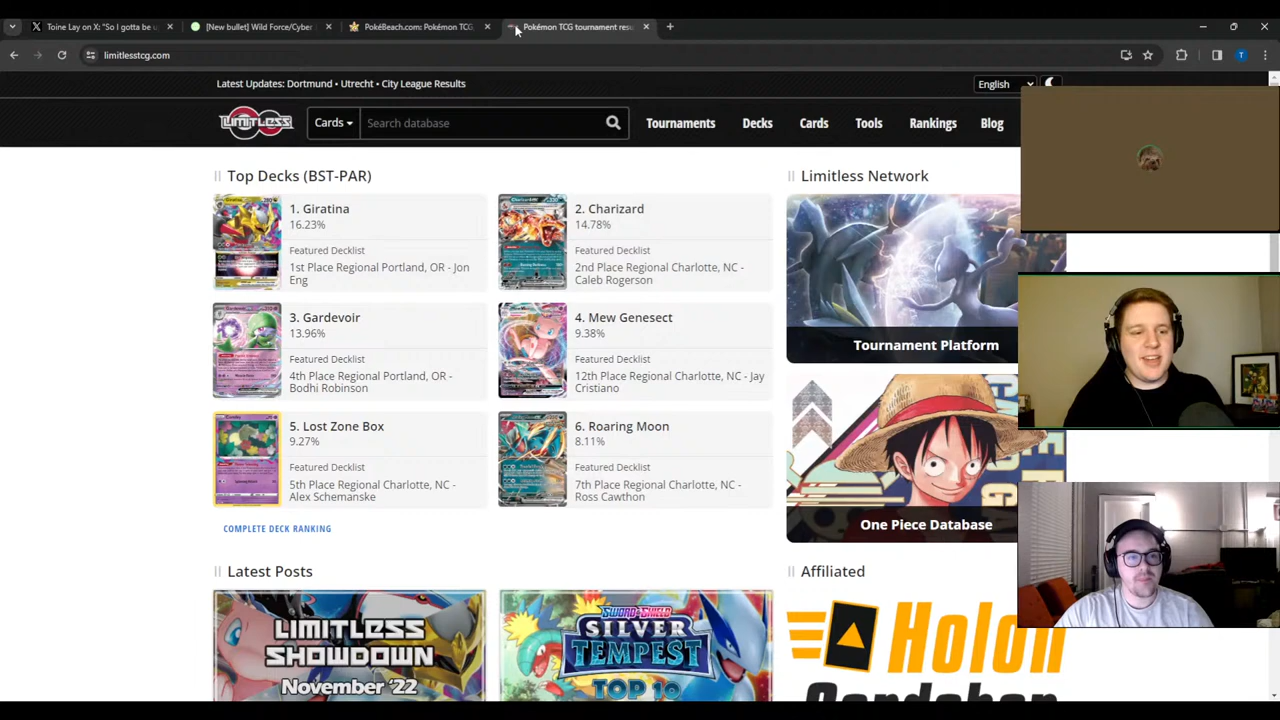 Toine Lay on X: "So I gotta be u
[New bullet] Wild Force/Cyber
PokéBeach.com: Pokémon TCG
Pokémon TCG tournament res
limitlesstcg.com
Latest Updates: Dortmund • Utrecht • City League Results
English
LIMITLESS
Cards
Search database
Tournaments
Decks
Cards
Tools
Rankings
Blog
Top Decks (BST-PAR)
1. Giratina
16.23%
Featured Decklist
1st Place Regional Portland, OR - Jon
Eng
2. Charizard
14.78%
Featured Decklist
2nd Place Regional Charlotte, NC -
Caleb Rogerson
3. Gardevoir
13.96%
Featured Decklist
4th Place Regional Portland, OR -
Bodhi Robinson
4. Mew Genesect
9.38%
Featured Decklist
12th Place Regional Charlotte, NC - Jay
Cristiano
5. Lost Zone Box
9.27%
Featured Decklist
5th Place Regional Charlotte, NC -
Alex Schemanske
6. Roaring Moon
8.11%
Featured Decklist
7th Place Regional Charlotte, NC -
Ross Cawthon
COMPLETE DECK RANKING
Limitless Network
Tournament Platform
One Piece Database
Latest Posts
LIMITLESS
SHOWDOWN
November '22
SWORD & SHIELD
SILVER
TEMPEST
TOP 10
Affiliated
Holon
Cardshop